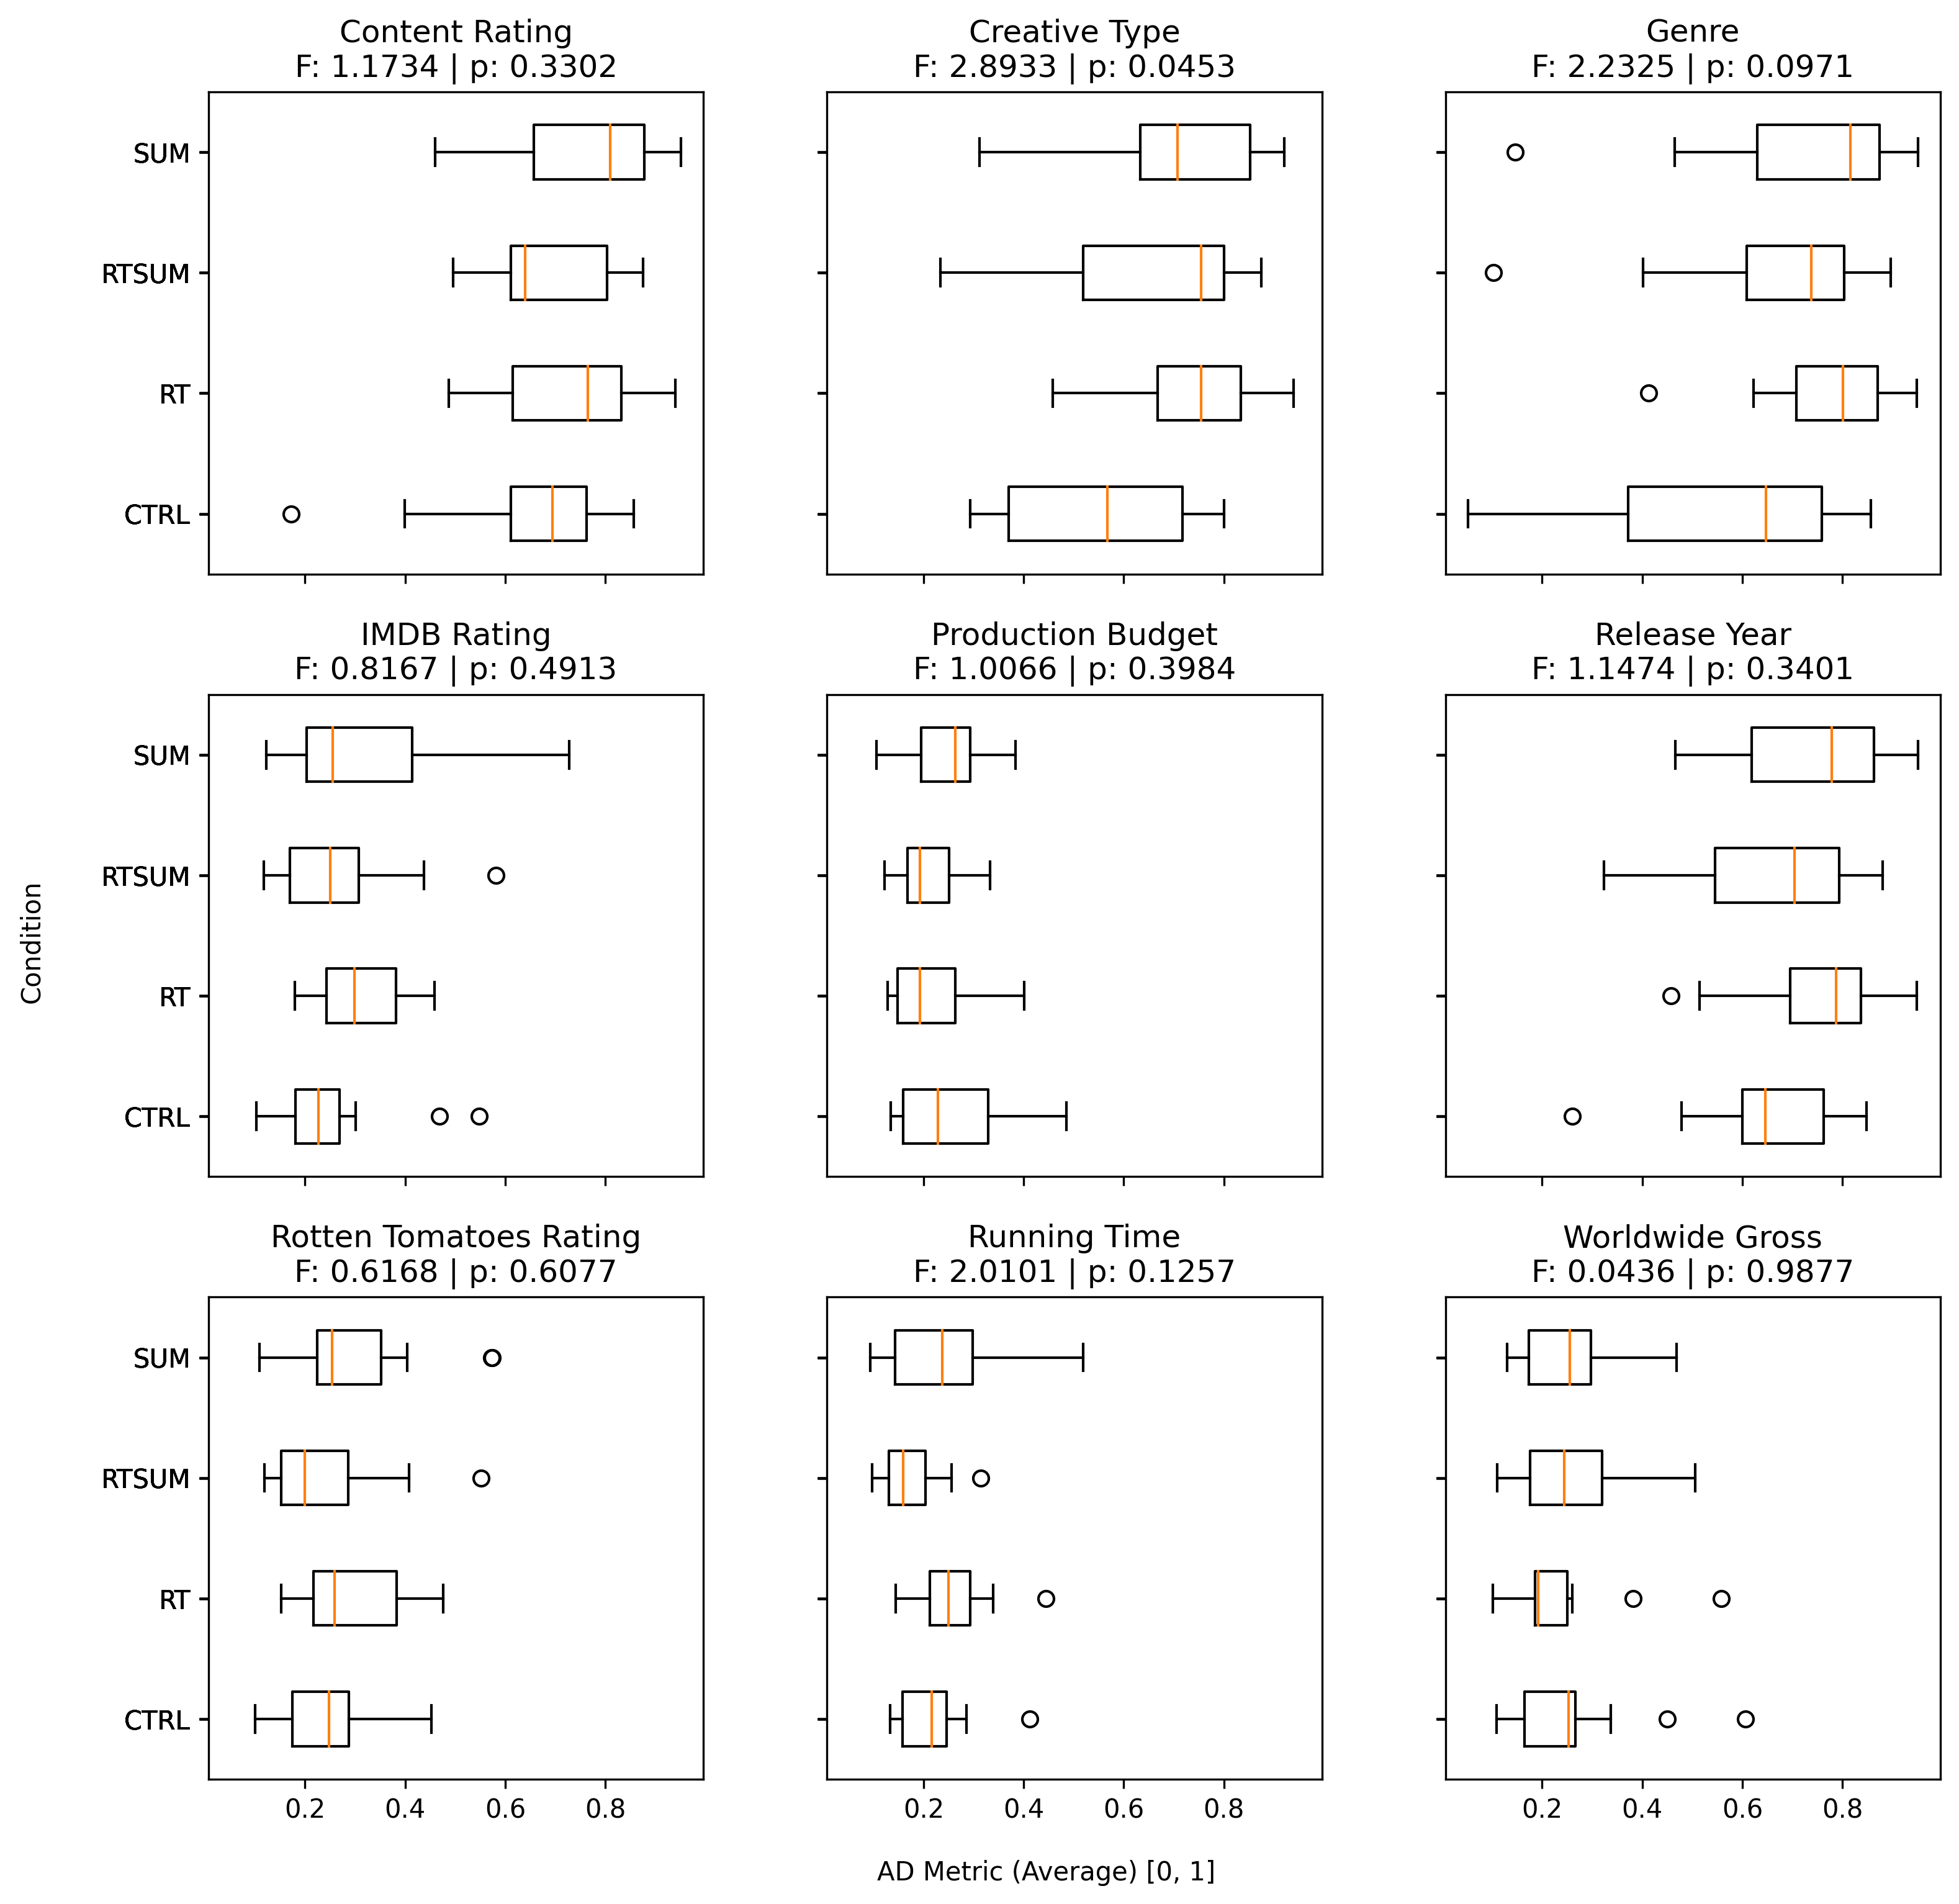 Content Rating
F: 1.1734 | p: 0.3302
Creative Type
F: 2.8933 | p: 0.0453
Genre
F: 2.2325 | p: 0.0971
SUM
RTSUM
RT
CTRL
IMDB Rating
F: 0.8167 | p: 0.4913
Production Budget
F: 1.0066 | p: 0.3984
Release Year
F: 1.1474 | p: 0.3401
SUM
RTSUM
RT
CTRL
Condition
Rotten Tomatoes Rating
F: 0.6168 | p: 0.6077
Running Time
F: 2.0101 | p: 0.1257
Worldwide Gross
F: 0.0436 | p: 0.9877
SUM
RTSUM
RT
CTRL
0.2 0.4 0.6 0.8
0.2 0.4 0.6 0.8
0.2 0.4 0.6 0.8
AD Metric (Average) [0, 1]